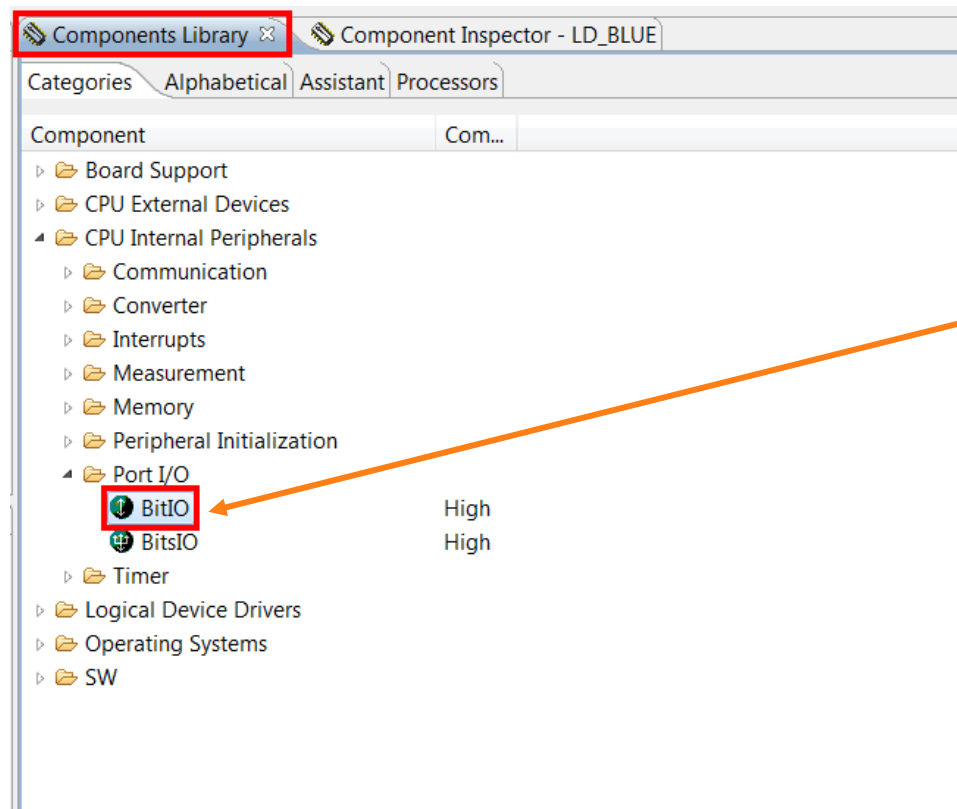 Components Library Component Inspector - LD_BLUE
Categories Alphabetical Assistant Processors
Component Com...
Board Support
CPU External Devices
CPU Internal Peripherals
Communication
Converter
Interrupts
Measurement
Memory
Peripheral Initialization
Port I/O
BitIO High
BitsIO High
Timer
Logical Device Drivers
Operating Systems
SW